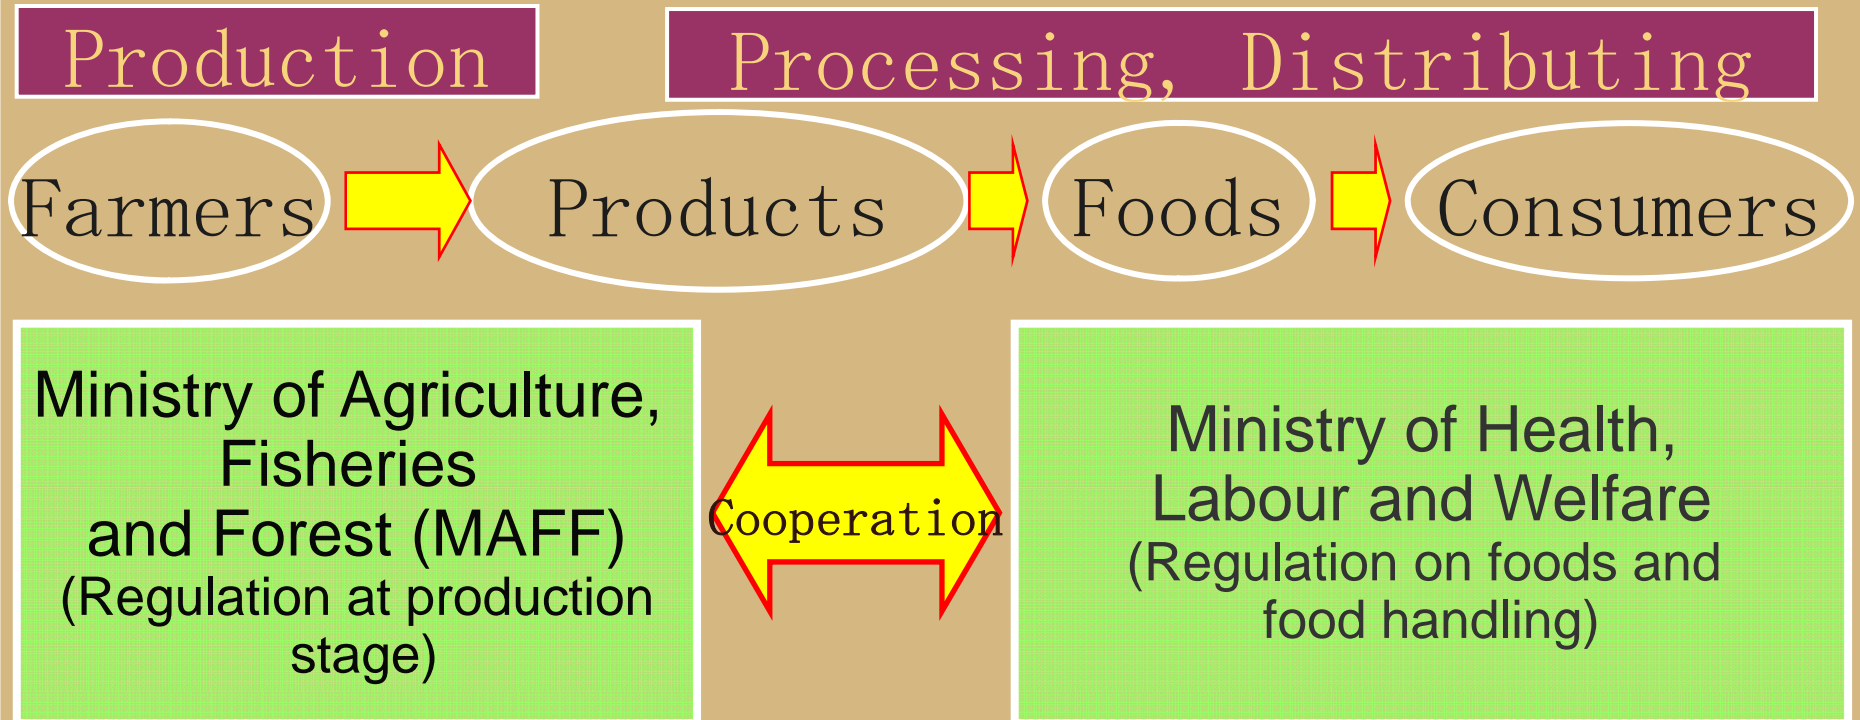 Production
Processing, Distributing
Farmers
Products
Foods
Consumers
Ministry of Agriculture,
Fisheries
and Forest (MAFF)
(Regulation at production
stage)
Cooperation
Ministry of Health,
Labour and Welfare
(Regulation on foods and
food handling)